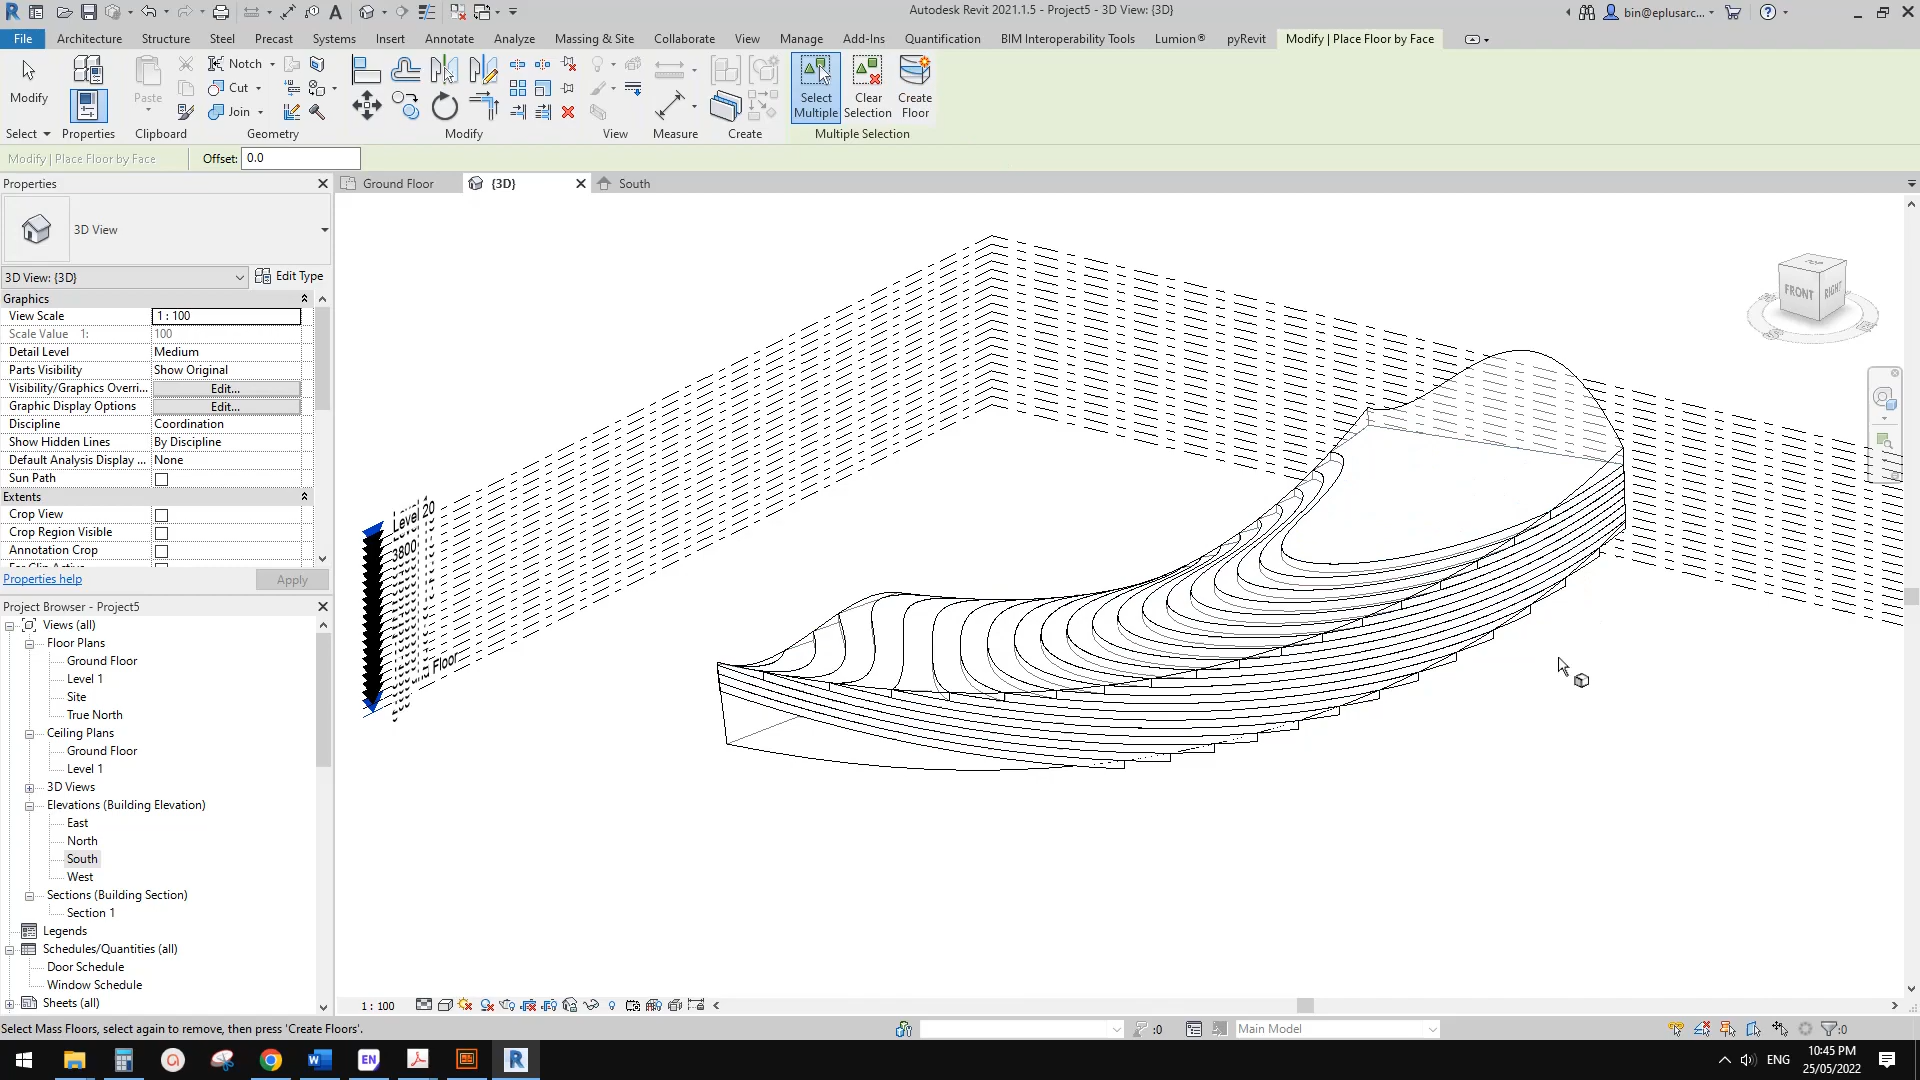 Autodesk Revit 2021.1.5 - Project5 - 3D View: {3D}
bin@eplusarc...
File Architecture Structure Steel Precast Systems Insert Annotate Analyze Massing & Site Collaborate View Manage Add-Ins Quantification BIM Interoperability Tools Lumion® pyRevit Modify | Place Floor by Face
Modify
Paste
Notch
Cut
Join
Select Multiple
Clear Selection
Create Floor
Select Properties Clipboard Geometry Modify View Measure Create Multiple Selection
Modify | Place Floor by Face Offset: 0.0
Properties
Ground Floor {3D} South
3D View
3D View: {3D} Edit Type
Graphics
View Scale 1 : 100
Scale Value 1: 100
Detail Level Medium
Parts Visibility Show Original
Visibility/Graphics Overri... Edit...
Graphic Display Options Edit...
Discipline Coordination
Show Hidden Lines By Discipline
Default Analysis Display ... None
Sun Path
Extents
Crop View
Crop Region Visible
Annotation Crop
Properties help Apply
Project Browser - Project5
Views (all)
Floor Plans
Ground Floor
Level 1
Site
True North
Ceiling Plans
Ground Floor
Level 1
3D Views
Elevations (Building Elevation)
East
North
South
West
Sections (Building Section)
Section 1
Legends
Schedules/Quantities (all)
Door Schedule
Window Schedule
Sheets (all)
Level 20
3800
Floor
TOP
FRONT
RIGHT
1 : 100
Select Mass Floors, select again to remove, then press 'Create Floors'.
:0
Main Model
:0
EN
ENG
10:45 PM
25/05/2022